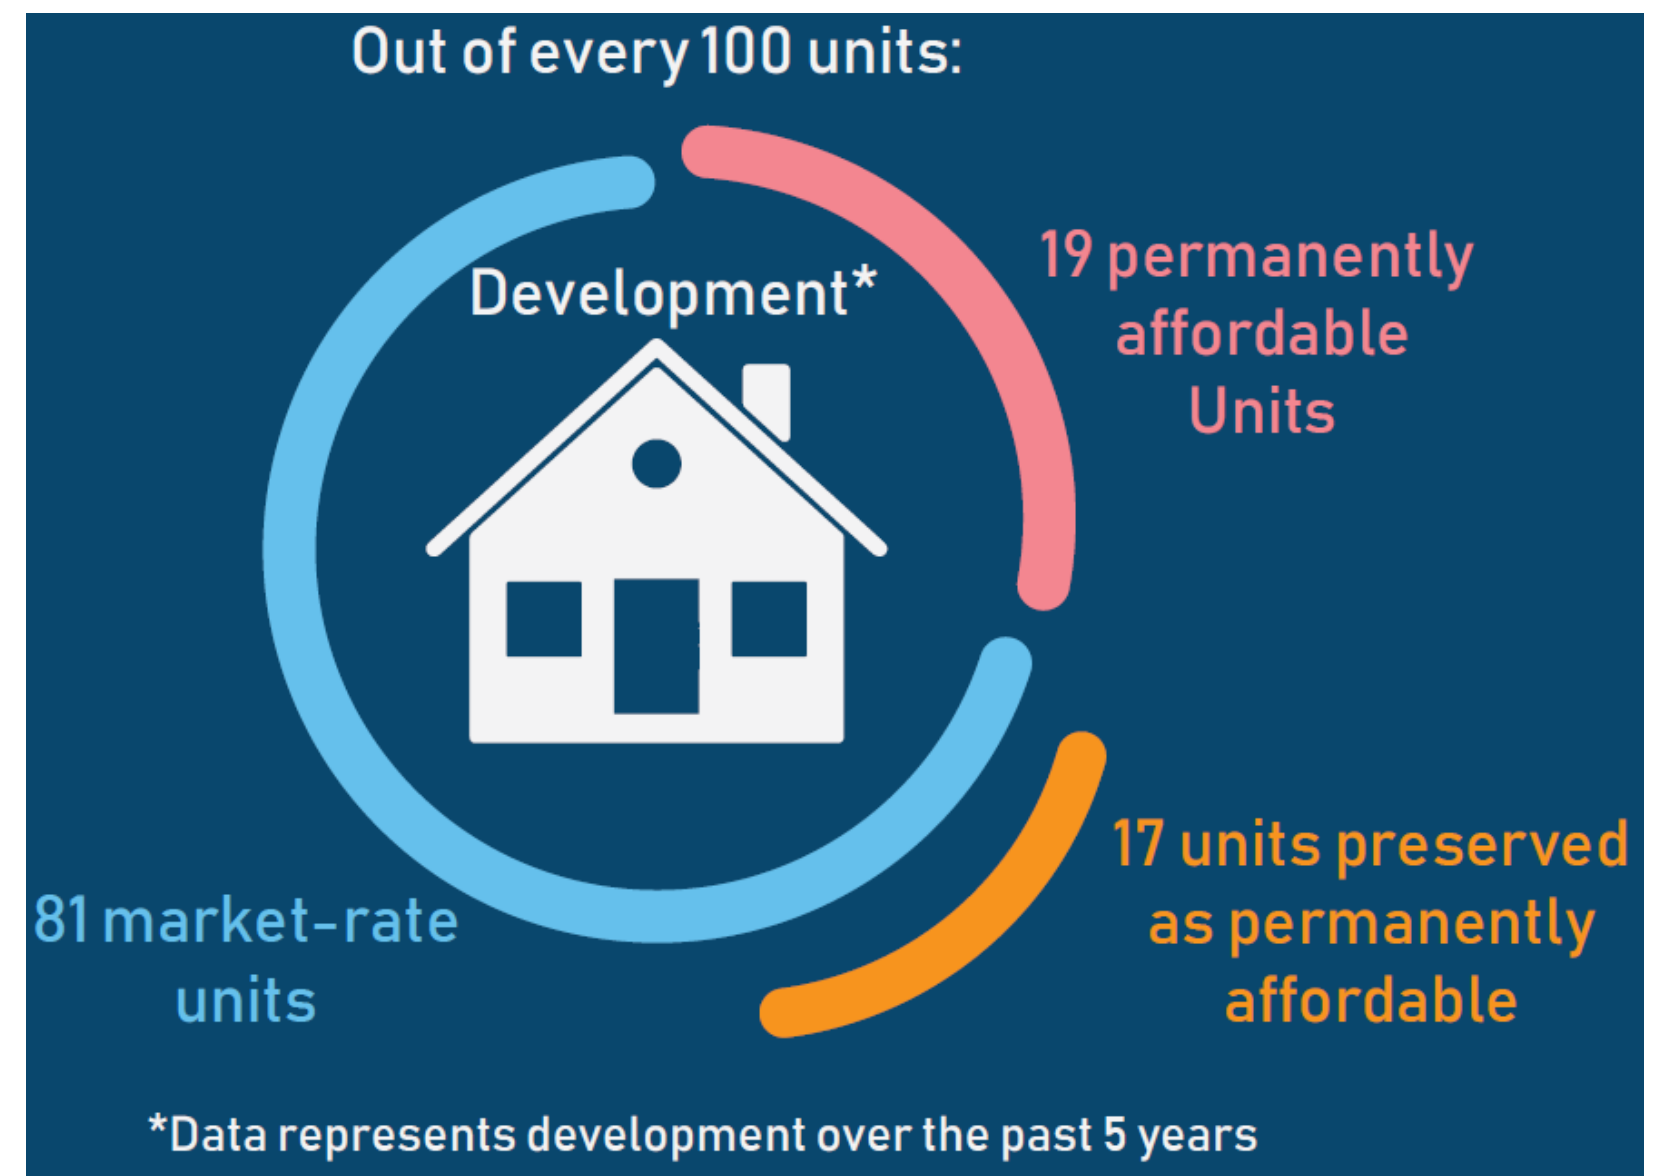 Out of every 100 units:
Development*
19 permanently
affordable
Units
81 market-rate
units
17 units preserved
as permanently
affordable
*Data represents development over the past 5 years